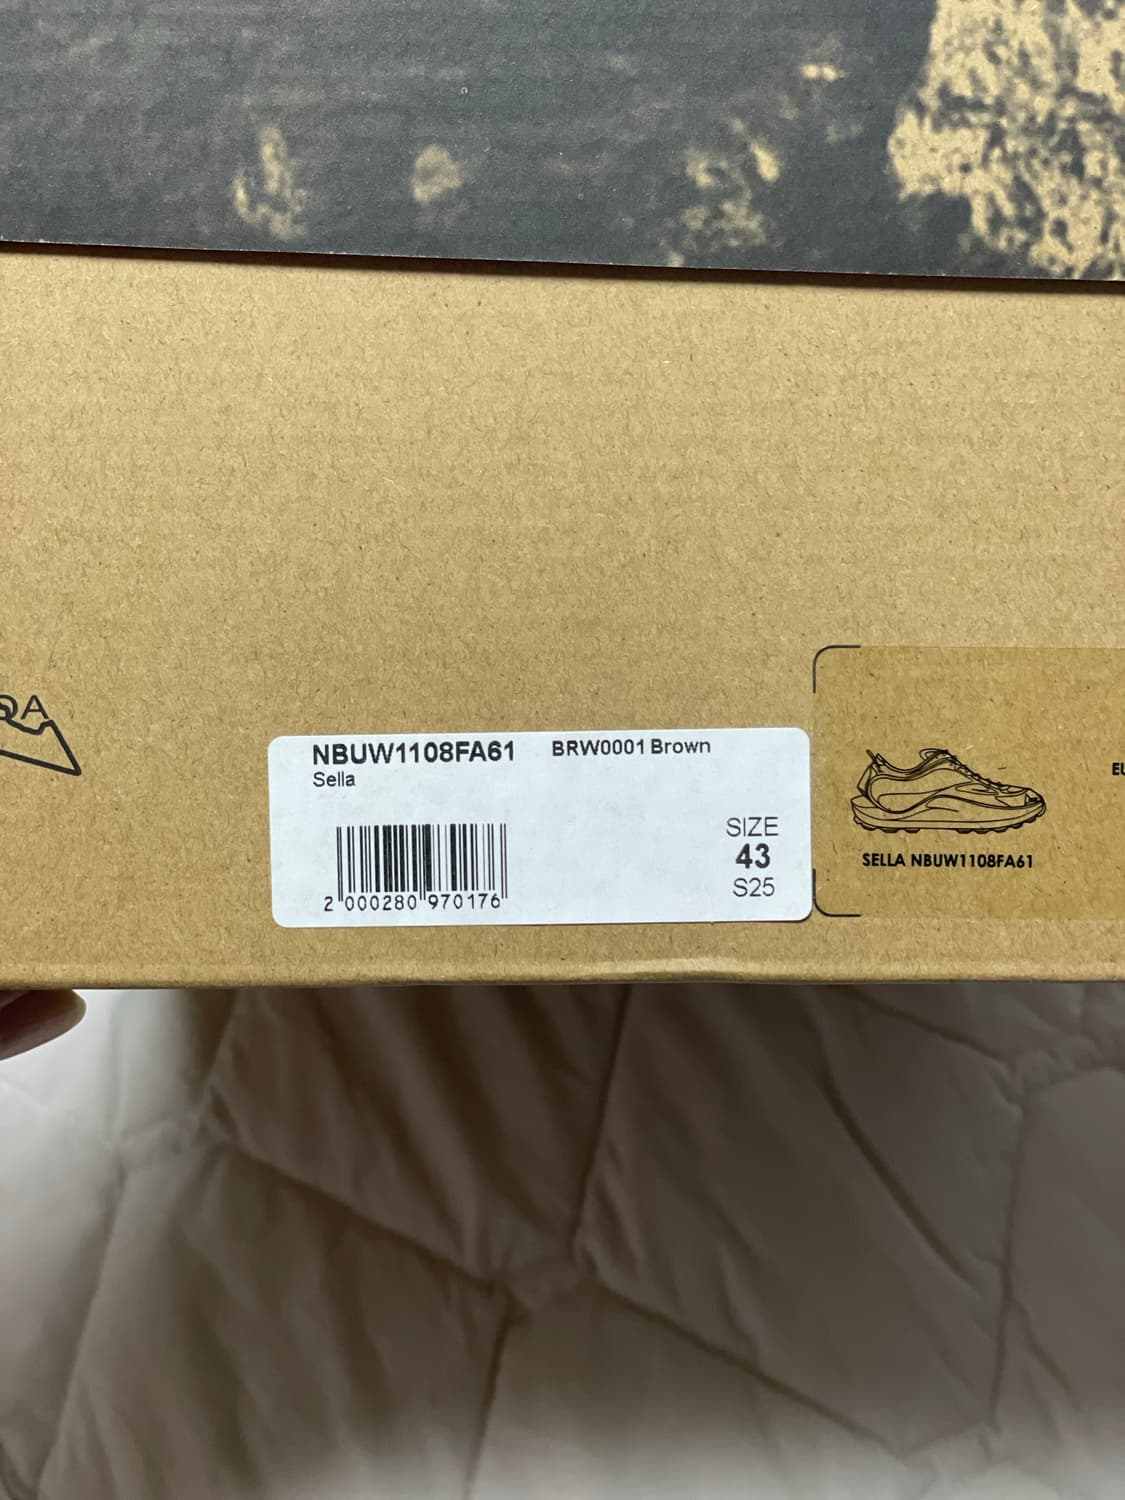 NBUW1108FA61 BRW0001 Brown
Sella
SIZE
43
S25
2 000280 970176
SELLA NBUW1108FA61